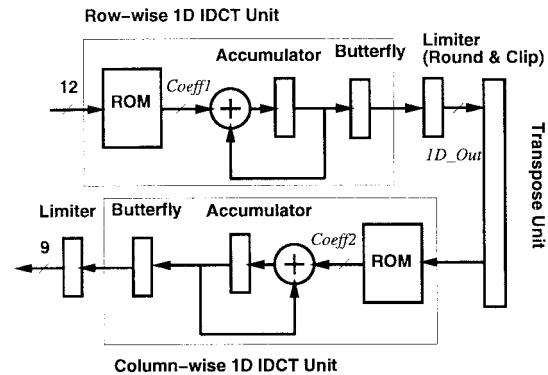 Row-wise 1D IDCT Unit
Accumulator
Butterfly
Limiter
(Round & Clip)
12
ROM
Coeff1
+
1D_Out
Transpose Unit
Limiter
Butterfly
Accumulator
9
+
Coeff2
ROM
Column-wise 1D IDCT Unit